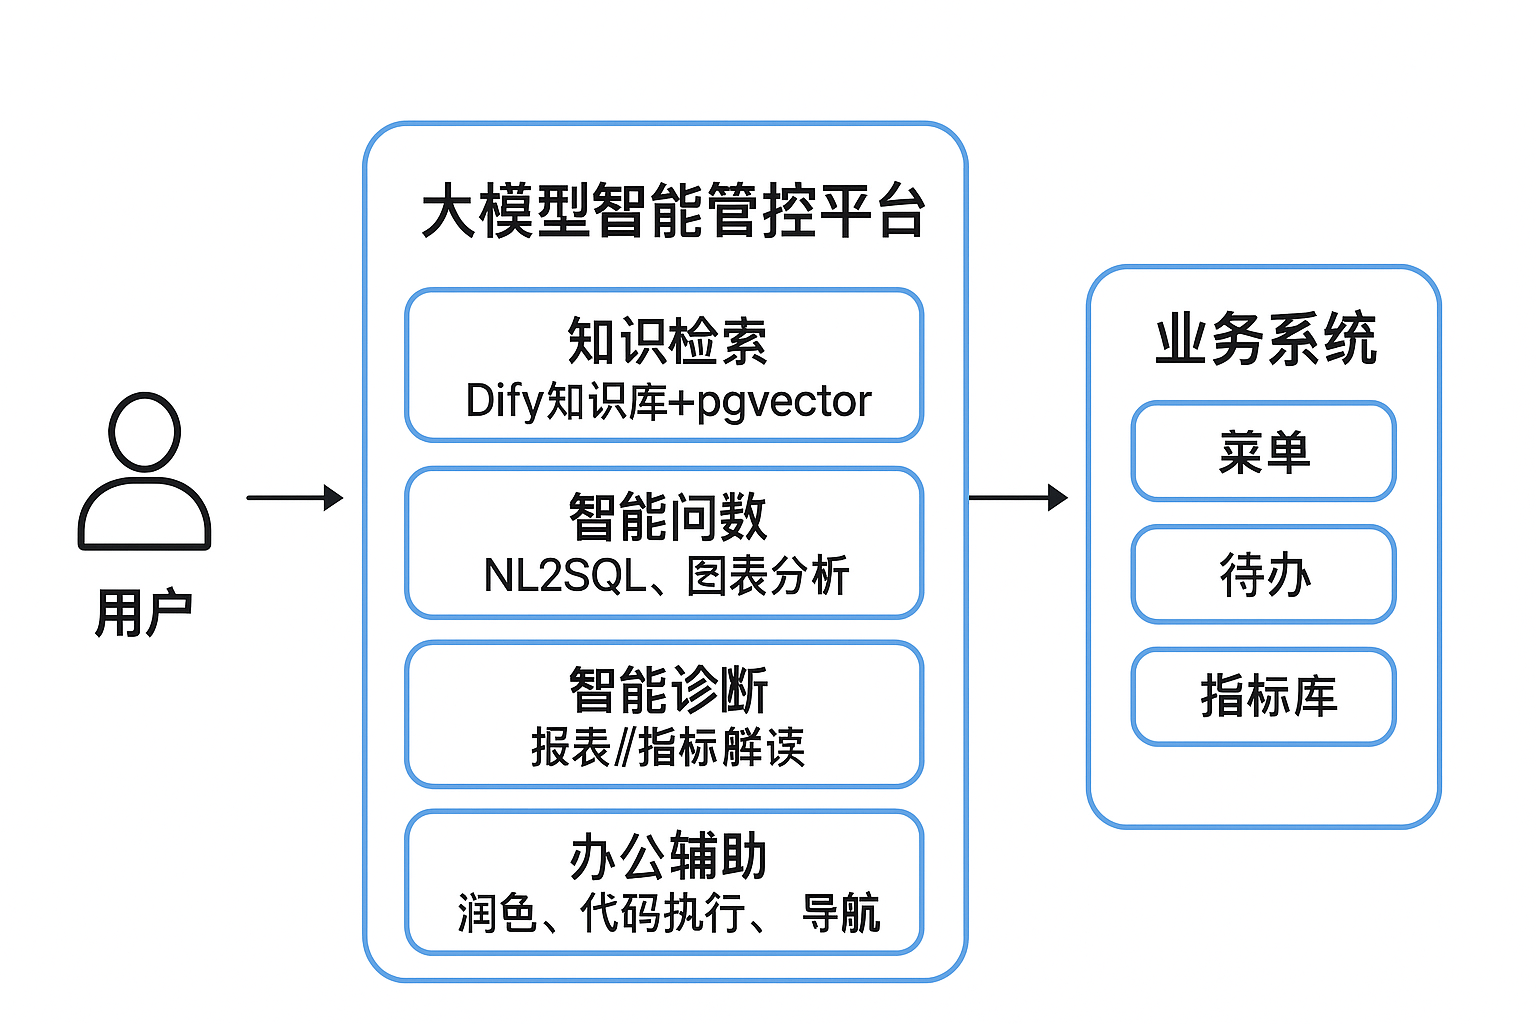 大模型智能管控平台
知识检索
Dify知识库+pgvector
智能问数
NL2SQL、图表分析
智能诊断
报表//指标解读
办公辅助
润色、代码执行、 导航
用户
业务系统
菜单
待办
指标库